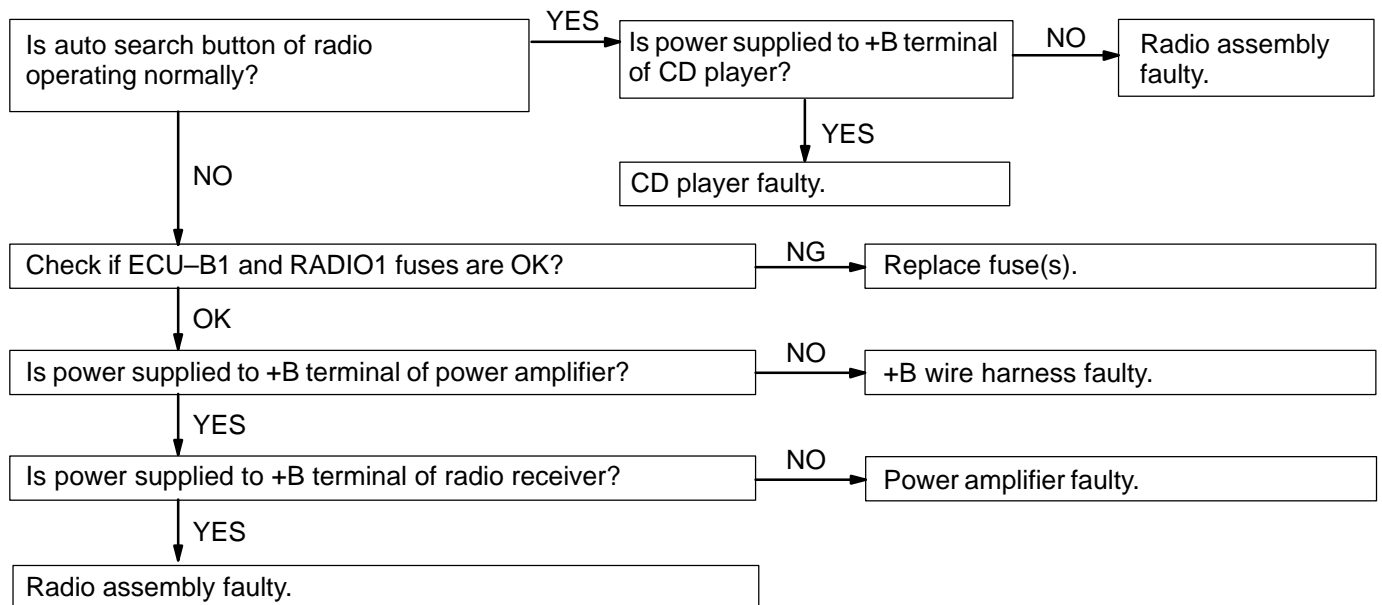 Is auto search button of radio
operating normally?
YES
Is power supplied to +B terminal
of CD player?
NO
Radio assembly
faulty.
YES
CD player faulty.
NO
Check if ECU–B1 and RADIO1 fuses are OK?
NG
Replace fuse(s).
OK
Is power supplied to +B terminal of power amplifier?
NO
+B wire harness faulty.
YES
Is power supplied to +B terminal of radio receiver?
NO
Power amplifier faulty.
YES
Radio assembly faulty.